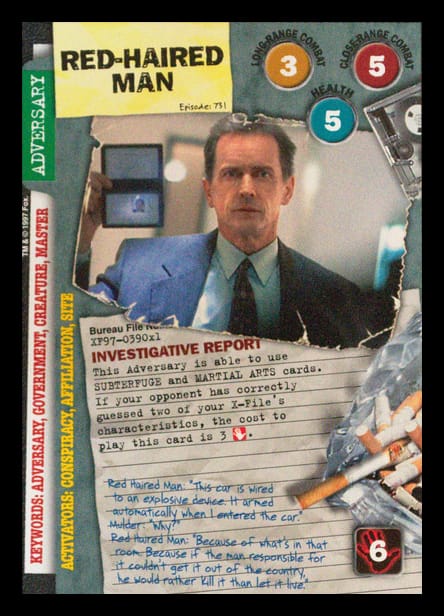 RED-HAIRED
MAN
Episode: 731
LONG-RANGE COMBAT
3
CLOSE-RANGE COMBAT
5
HEALTH
5
ADVERSARY
TM & © 1997 Fox.
KEYWORDS: ADVERSARY, GOVERNMENT, CREATURE, MASTER
ACTIVATORS: CONSPIRACY, AFFILIATION, SITE
Bureau File
XF97-0390x1
INVESTIGATIVE REPORT
This Adversary is able to use
SUBTERFUGE and MARTIAL ARTS cards.
If your opponent has correctly
guessed two of your X-File's
characteristics, the cost to
play this card is 3 .
Red Haired Man: "This car is wired
to an explosive device. It armed
automatically when I entered the car."
Mulder: "Why?"
Red Haired Man: "Because of what's in that
room. Because if the man responsible for
it couldn't get it out of the country,
he would rather kill it than let it live."
6